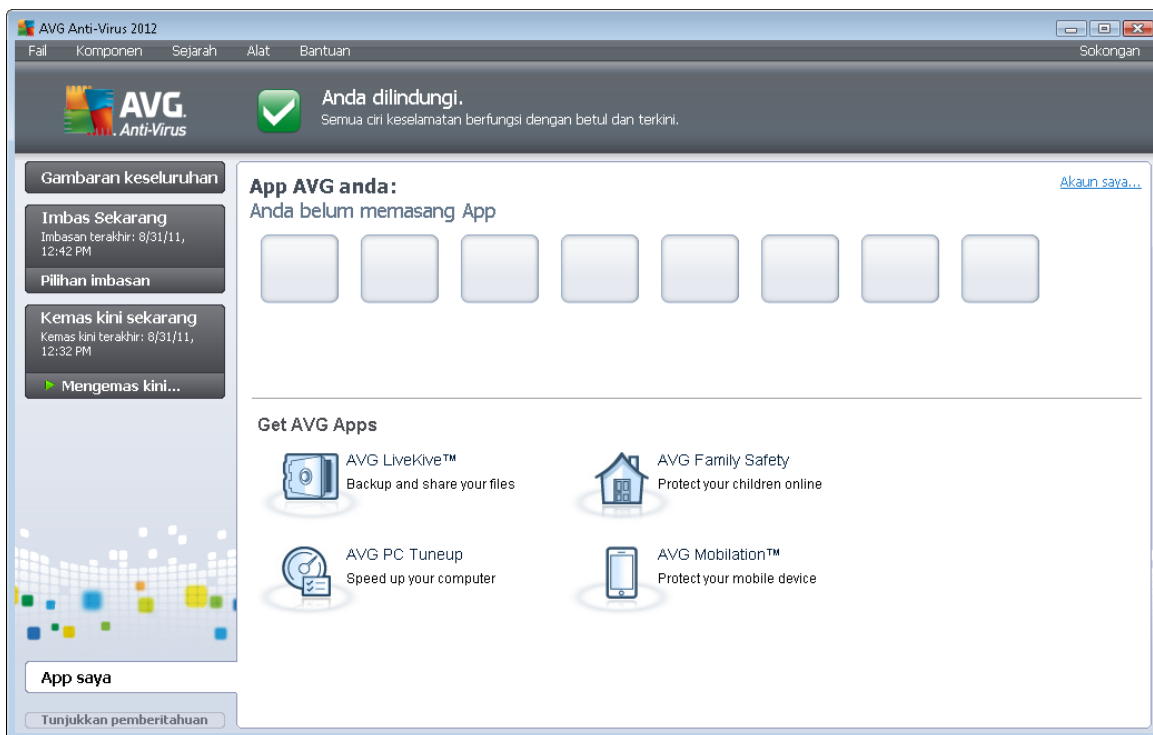 AVG Anti-Virus 2012
Fail Komponen Sejarah Alat Bantuan Sokongan
AVG.
Anti-Virus
Anda dilindungi.
Semua ciri keselamatan berfungsi dengan betul dan terkini.
Gambaran keseluruhan
Imbas Sekarang
Imbasan terakhir: 8/31/11,
12:42 PM
Pilihan imbasan
Kemas kini sekarang
Kemas kini terakhir: 8/31/11,
12:32 PM
Mengemas kini...
App saya
Tunjukkan pemberitahuan
App AVG anda:
Akaun saya...
Anda belum memasang App
Get AVG Apps
AVG LiveKive™
Backup and share your files
AVG Family Safety
Protect your children online
AVG PC Tuneup
Speed up your computer
AVG Mobilation™
Protect your mobile device